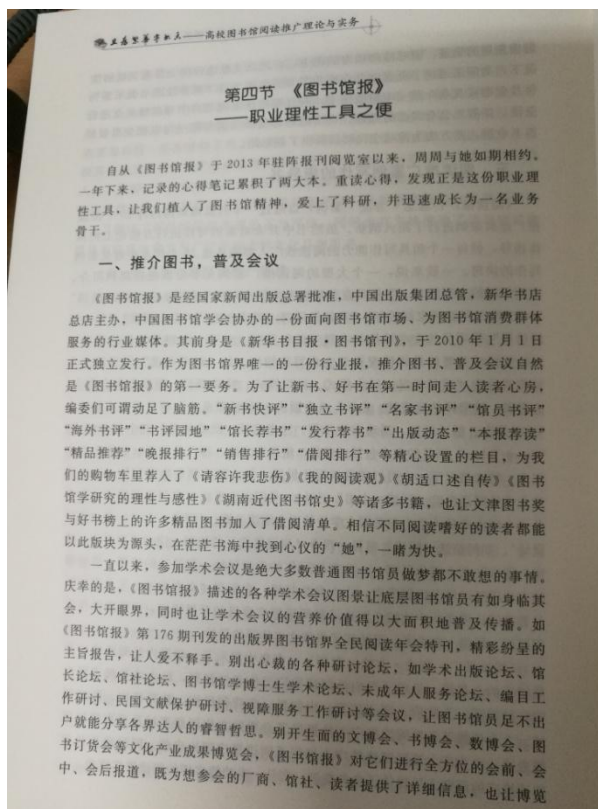 ——高校图书馆阅读推广理论与实务
第四节 《图书馆报》
——职业理性工具之便
自从《图书馆报》于2013年驻阵报刊阅览室以来，周周与她如期相约。
一年下来，记录的心得笔记累积了两大本。重读心得，发现正是这份职业理
性工具，让我们植入了图书馆精神，爱上了科研，并迅速成长为一名业务
骨干。
一、推介图书，普及会议
《图书馆报》是经国家新闻出版总署批准，中国出版集团总管，新华书店
总店主办，中国图书馆学会协办的一份面向图书馆市场、为图书馆消费群体
服务的行业媒体。其前身是《新华书目报·图书馆刊》，于2010年1月1日
正式独立发行。作为图书馆界唯一的一份行业报，推介图书、普及会议自然
是《图书馆报》的第一要务。为了让新书、好书在第一时间走入读者心房，
编委们可谓动足了脑筋。“新书快评”“独立书评”“名家书评”“馆员书评”
“海外书评”“书评园地”“馆长荐书”“发行荐书”“出版动态”“本报荐读”
“精品推荐”“晚报排行”“销售排行”“借阅排行”等精心设置的栏目，为我
们的购物车里荐入了《请容许我悲伤》《我的阅读观》《胡适口述自传》《图书
馆学研究的理性与感性》《湖南近代图书馆史》等诸多书籍，也让文津图书奖
与好书榜上的许多精品图书加入了借阅清单。相信不同阅读嗜好的读者都能
以此版块为源头，在茫茫书海中找到心仪的“她”，一睹为快。
一直以来，参加学术会议是绝大多数普通图书馆员做梦都不敢想的事情。
庆幸的是，《图书馆报》描述的各种学术会议图景让底层图书馆员有如身临其
会，大开眼界，同时也让学术会议的营养价值得以大面积地普及传播。如
《图书馆报》第176期刊发的出版界图书馆界全民阅读年会特刊，精彩纷呈的
主旨报告，让人爱不释手。别出心裁的各种研讨论坛，如学术出版论坛、馆
长论坛、馆社论坛、图书馆学博士生学术论坛、未成年人服务论坛、编目工
作研讨、民国文献保护研讨、视障服务工作研讨等会议，让图书馆员足不出
户就能分享各界达人的睿智哲思。别开生面的文博会、书博会、数博会、图
书订货会等文化产业成果博览会，《图书馆报》对它们进行全方位的会前、会
中、会后报道，既为想参会的厂商、馆社、读者提供了详细信息，也让博览